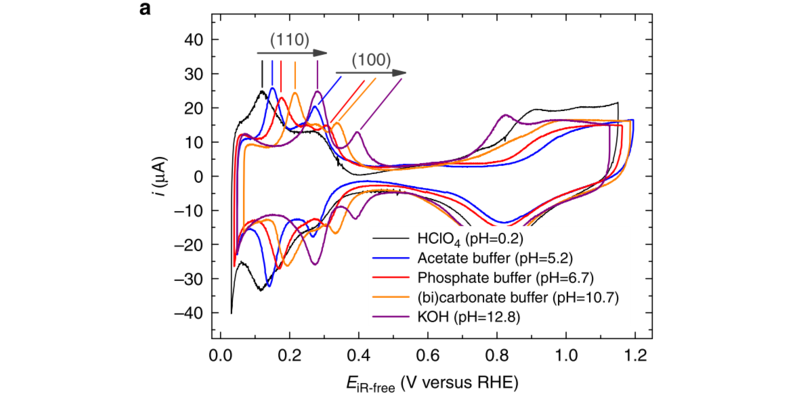 a
(110)
(100)
40
30
20
10
0
−10
−20
−30
−40
i (μA)
HClO₄ (pH=0.2)
Acetate buffer (pH=5.2)
Phosphate buffer (pH=6.7)
(bi)carbonate buffer (pH=10.7)
KOH (pH=12.8)
0.0 0.2 0.4 0.6 0.8 1.0 1.2
E iR-free (V versus RHE)